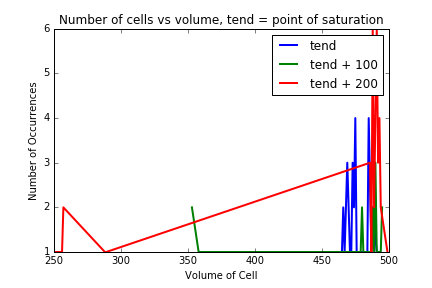 Number of cells vs volume, tend = point of saturation
6
5
4
3
2
1
Number of Occurrences
tend
tend + 100
tend + 200
250 300 350 400 450 500
Volume of Cell